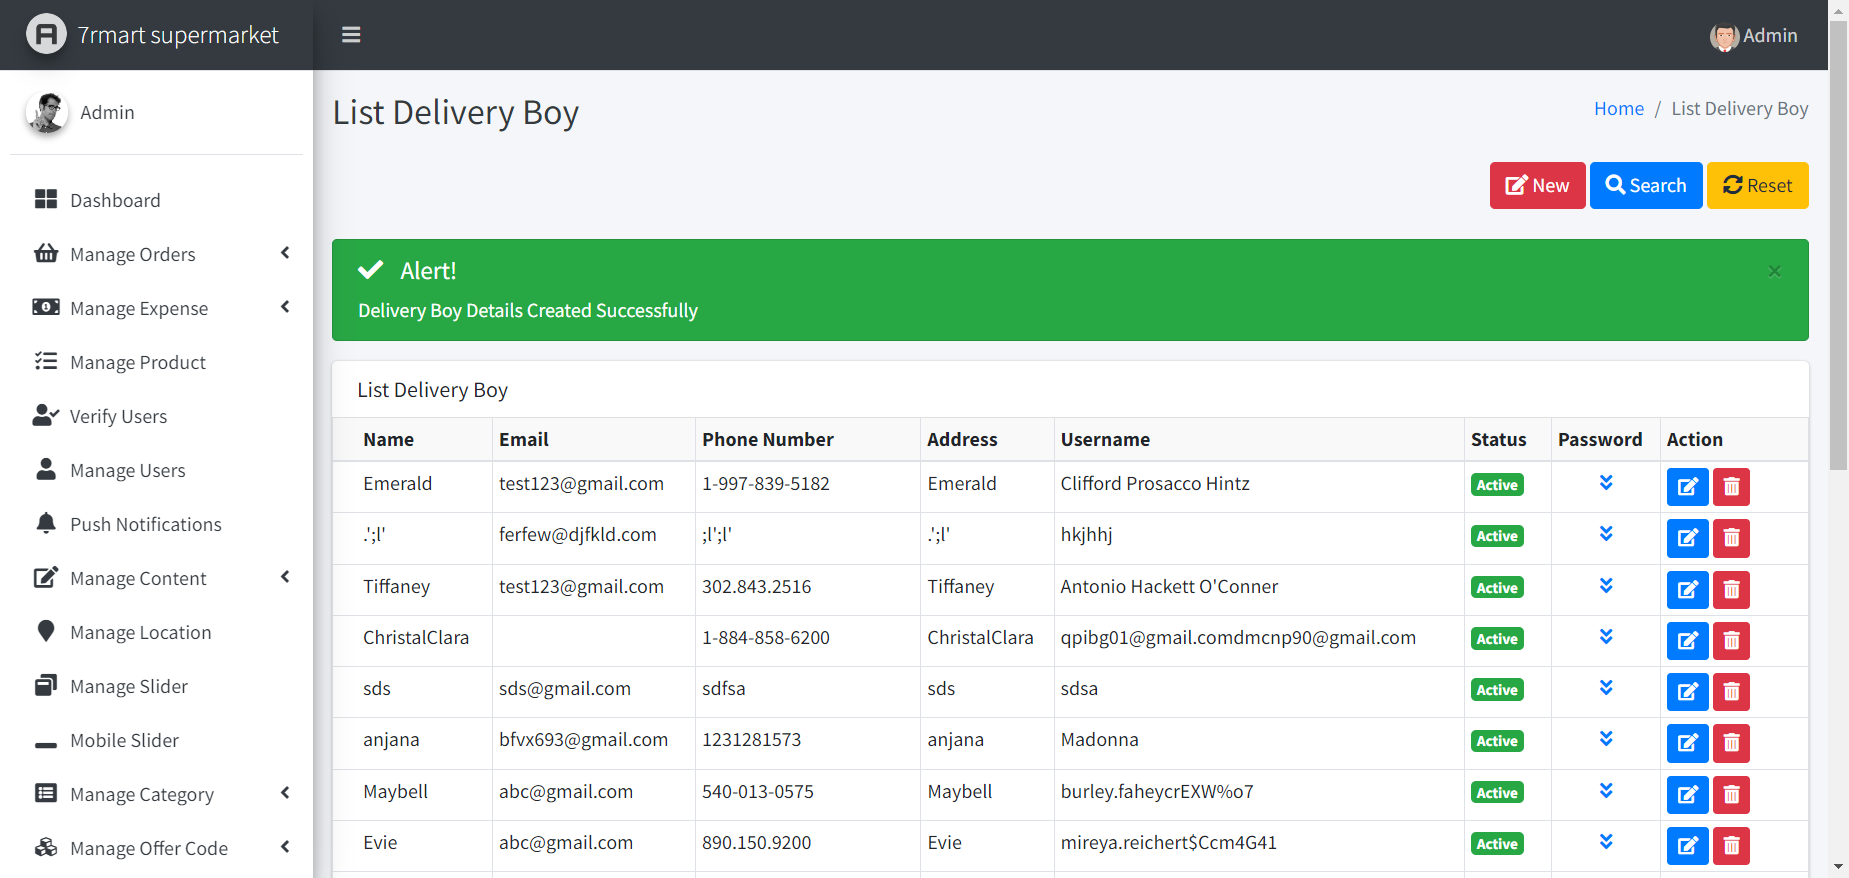 7rmart supermarket
Admin
Admin
List Delivery Boy
Home / List Delivery Boy
Dashboard
Manage Orders
Manage Expense
Manage Product
Verify Users
Manage Users
Push Notifications
Manage Content
Manage Location
Manage Slider
Mobile Slider
Manage Category
Manage Offer Code
New Search Reset
Alert!
×
Delivery Boy Details Created Successfully
List Delivery Boy
Name Email Phone Number Address Username Status Password Action
Emerald test123@gmail.com 1-997-839-5182 Emerald Clifford Prosacco Hintz Active
.';l' ferfew@djfkld.com ;l';l' .';l' hkjhhj Active
Tiffaney test123@gmail.com 302.843.2516 Tiffaney Antonio Hackett O'Conner Active
ChristalClara 1-884-858-6200 ChristalClara qpibg01@gmail.comdmcnp90@gmail.com Active
sds sds@gmail.com sdfsa sds sdsa Active
anjana bfvx693@gmail.com 1231281573 anjana Madonna Active
Maybell abc@gmail.com 540-013-0575 Maybell burley.faheycrEXW%o7 Active
Evie abc@gmail.com 890.150.9200 Evie mireya.reichert$Ccm4G41 Active